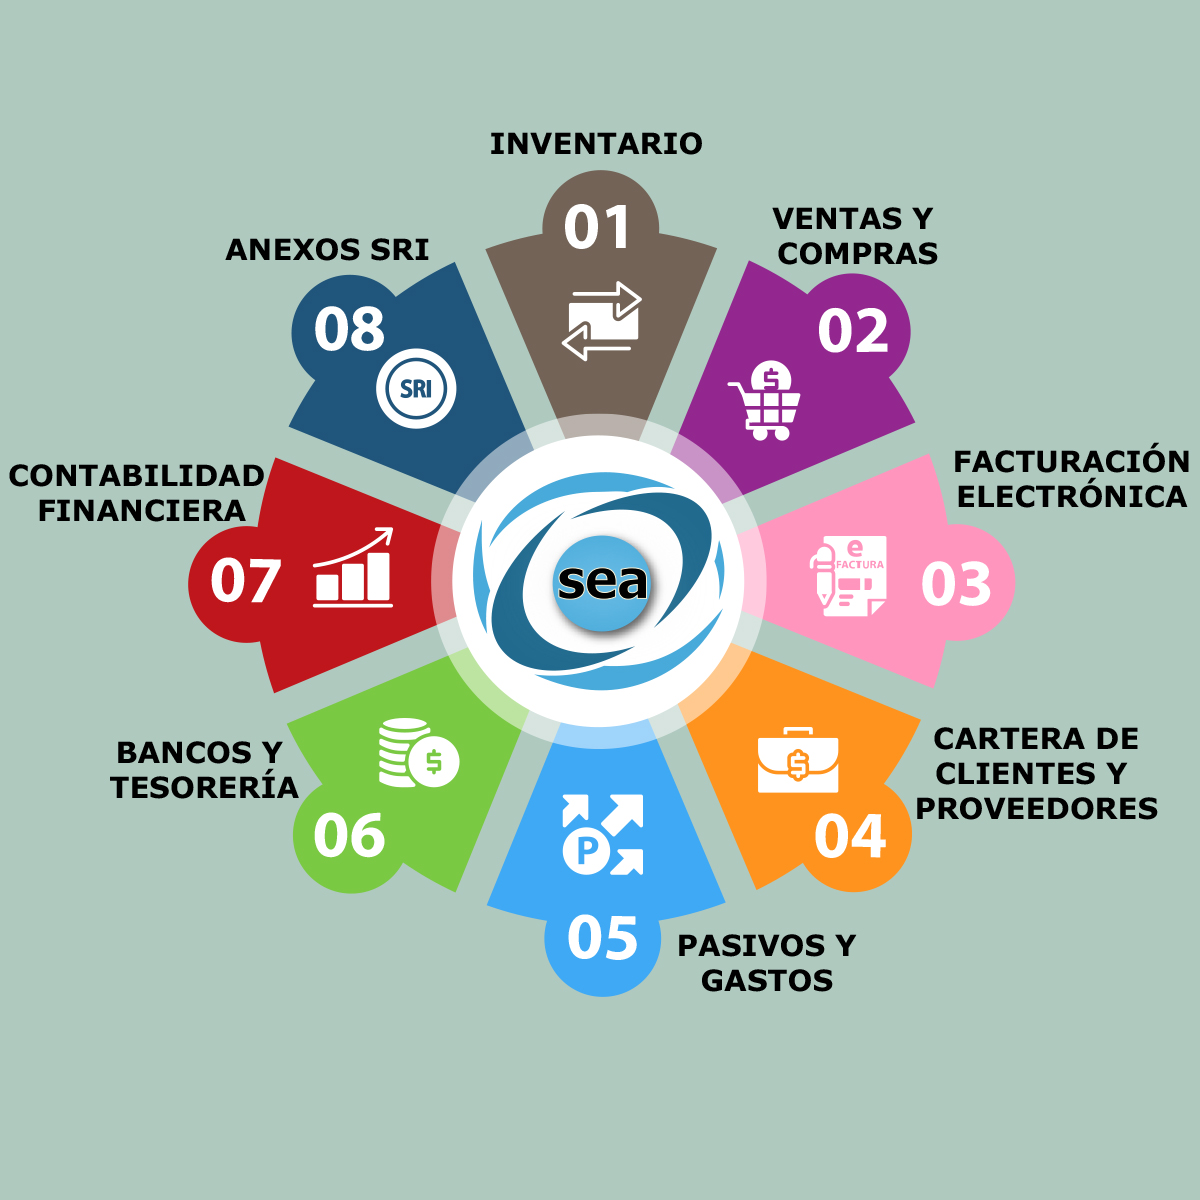 INVENTARIO
01
VENTAS Y
COMPRAS
02
$
FACTURACIÓN
ELECTRÓNICA
03
e
FACTURA
CARTERA DE
CLIENTES Y
PROVEEDORES
04
$
PASIVOS Y
GASTOS
05
P
BANCOS Y
TESORERÍA
06
$
CONTABILIDAD
FINANCIERA
07
ANEXOS SRI
08
SRI
sea